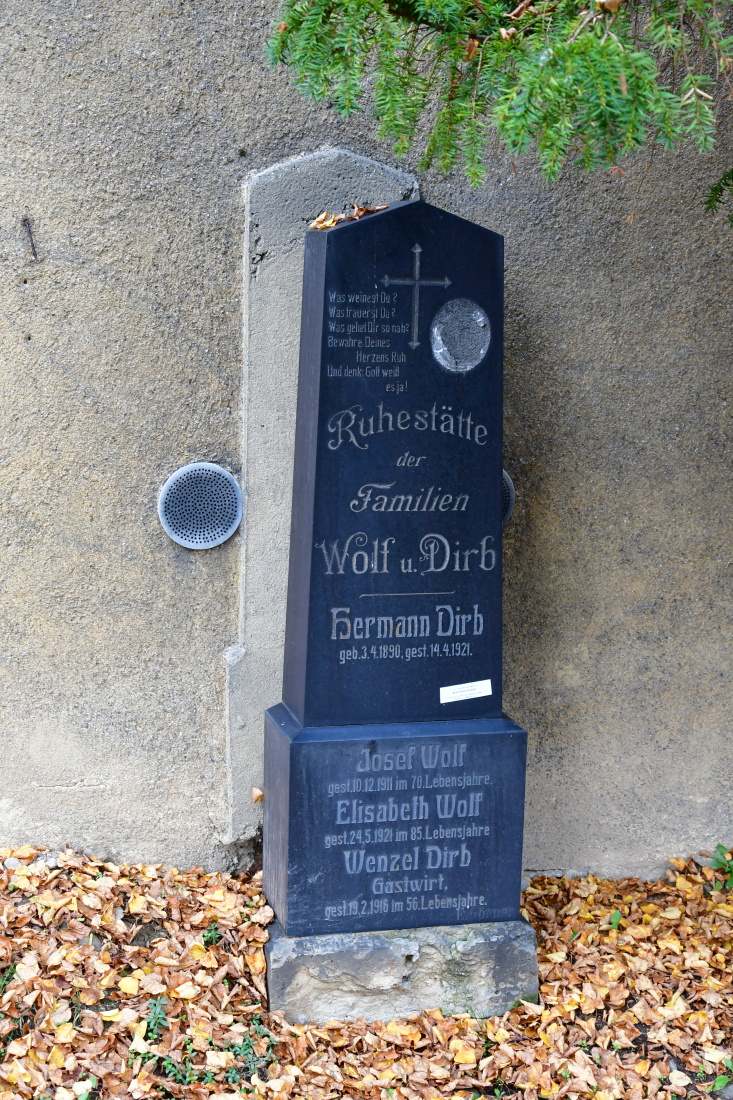 Was weinest Du?
Was trauerst Du?
Was gehet Dir so nah?
Bewahre Deines
Herzens Ruh
Und denk: Gott weiß
es ja!
Ruhestätte
der
Familien
Wolf u. Dirb
Hermann Dirb
geb. 3.4.1890, gest. 14.4.1921.
Josef Wolf
gest. 10.12.1911 im 70. Lebensjahre.
Elisabeth Wolf
gest. 24.5.1921 im 85. Lebensjahre
Wenzel Dirb
Gastwirt,
gest. 19.2.1916 im 56. Lebensjahre.